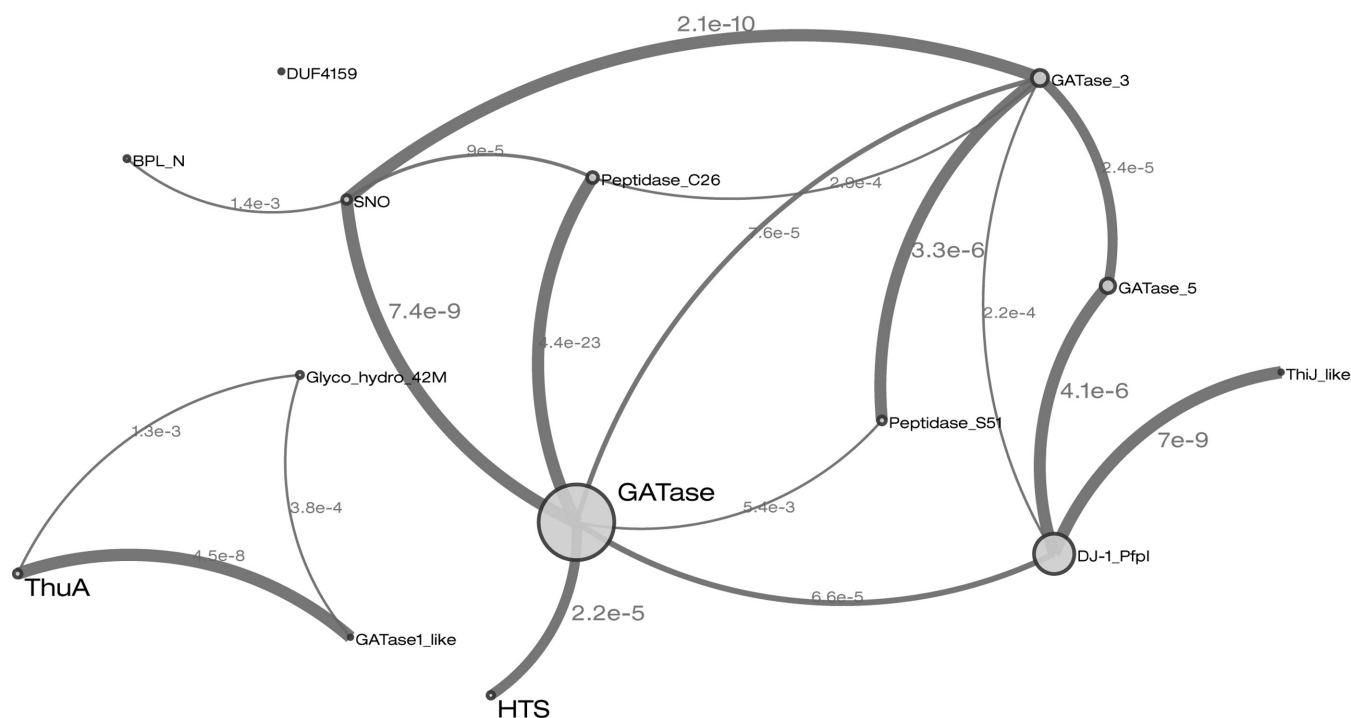 2.1e-10
DUF4159
GATase_3
BPL_N
9e-5
2.4e-5
Peptidase_C26
2.9e-4
1.4e-3
SNO
7.6e-5
3.3e-6
GATase_5
7.4e-9
2.2e-4
4.4e-23
Glyco_hydro_42M
ThiJ_like
4.1e-6
1.3e-3
Peptidase_S51
7e-9
GATase
3.8e-4
5.4e-3
4.5e-8
DJ-1_PfpI
ThuA
6.6e-5
2.2e-5
GATase1_like
HTS